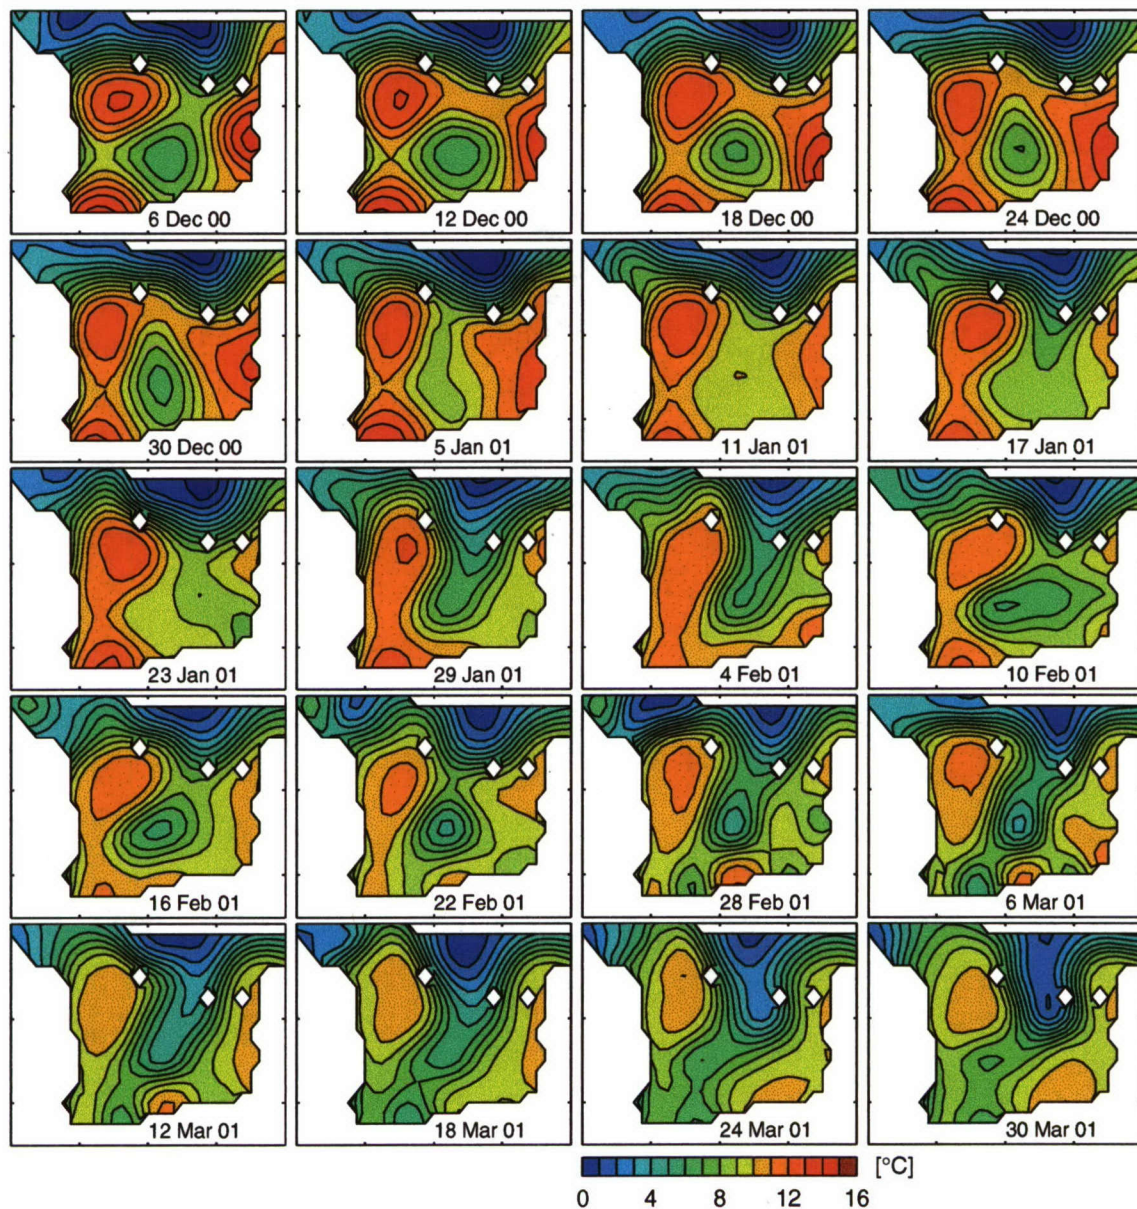 6 Dec 00
12 Dec 00
18 Dec 00
24 Dec 00
30 Dec 00
5 Jan 01
11 Jan 01
17 Jan 01
23 Jan 01
29 Jan 01
4 Feb 01
10 Feb 01
16 Feb 01
22 Feb 01
28 Feb 01
6 Mar 01
12 Mar 01
18 Mar 01
24 Mar 01
30 Mar 01
[°C]
0 4 8 12 16